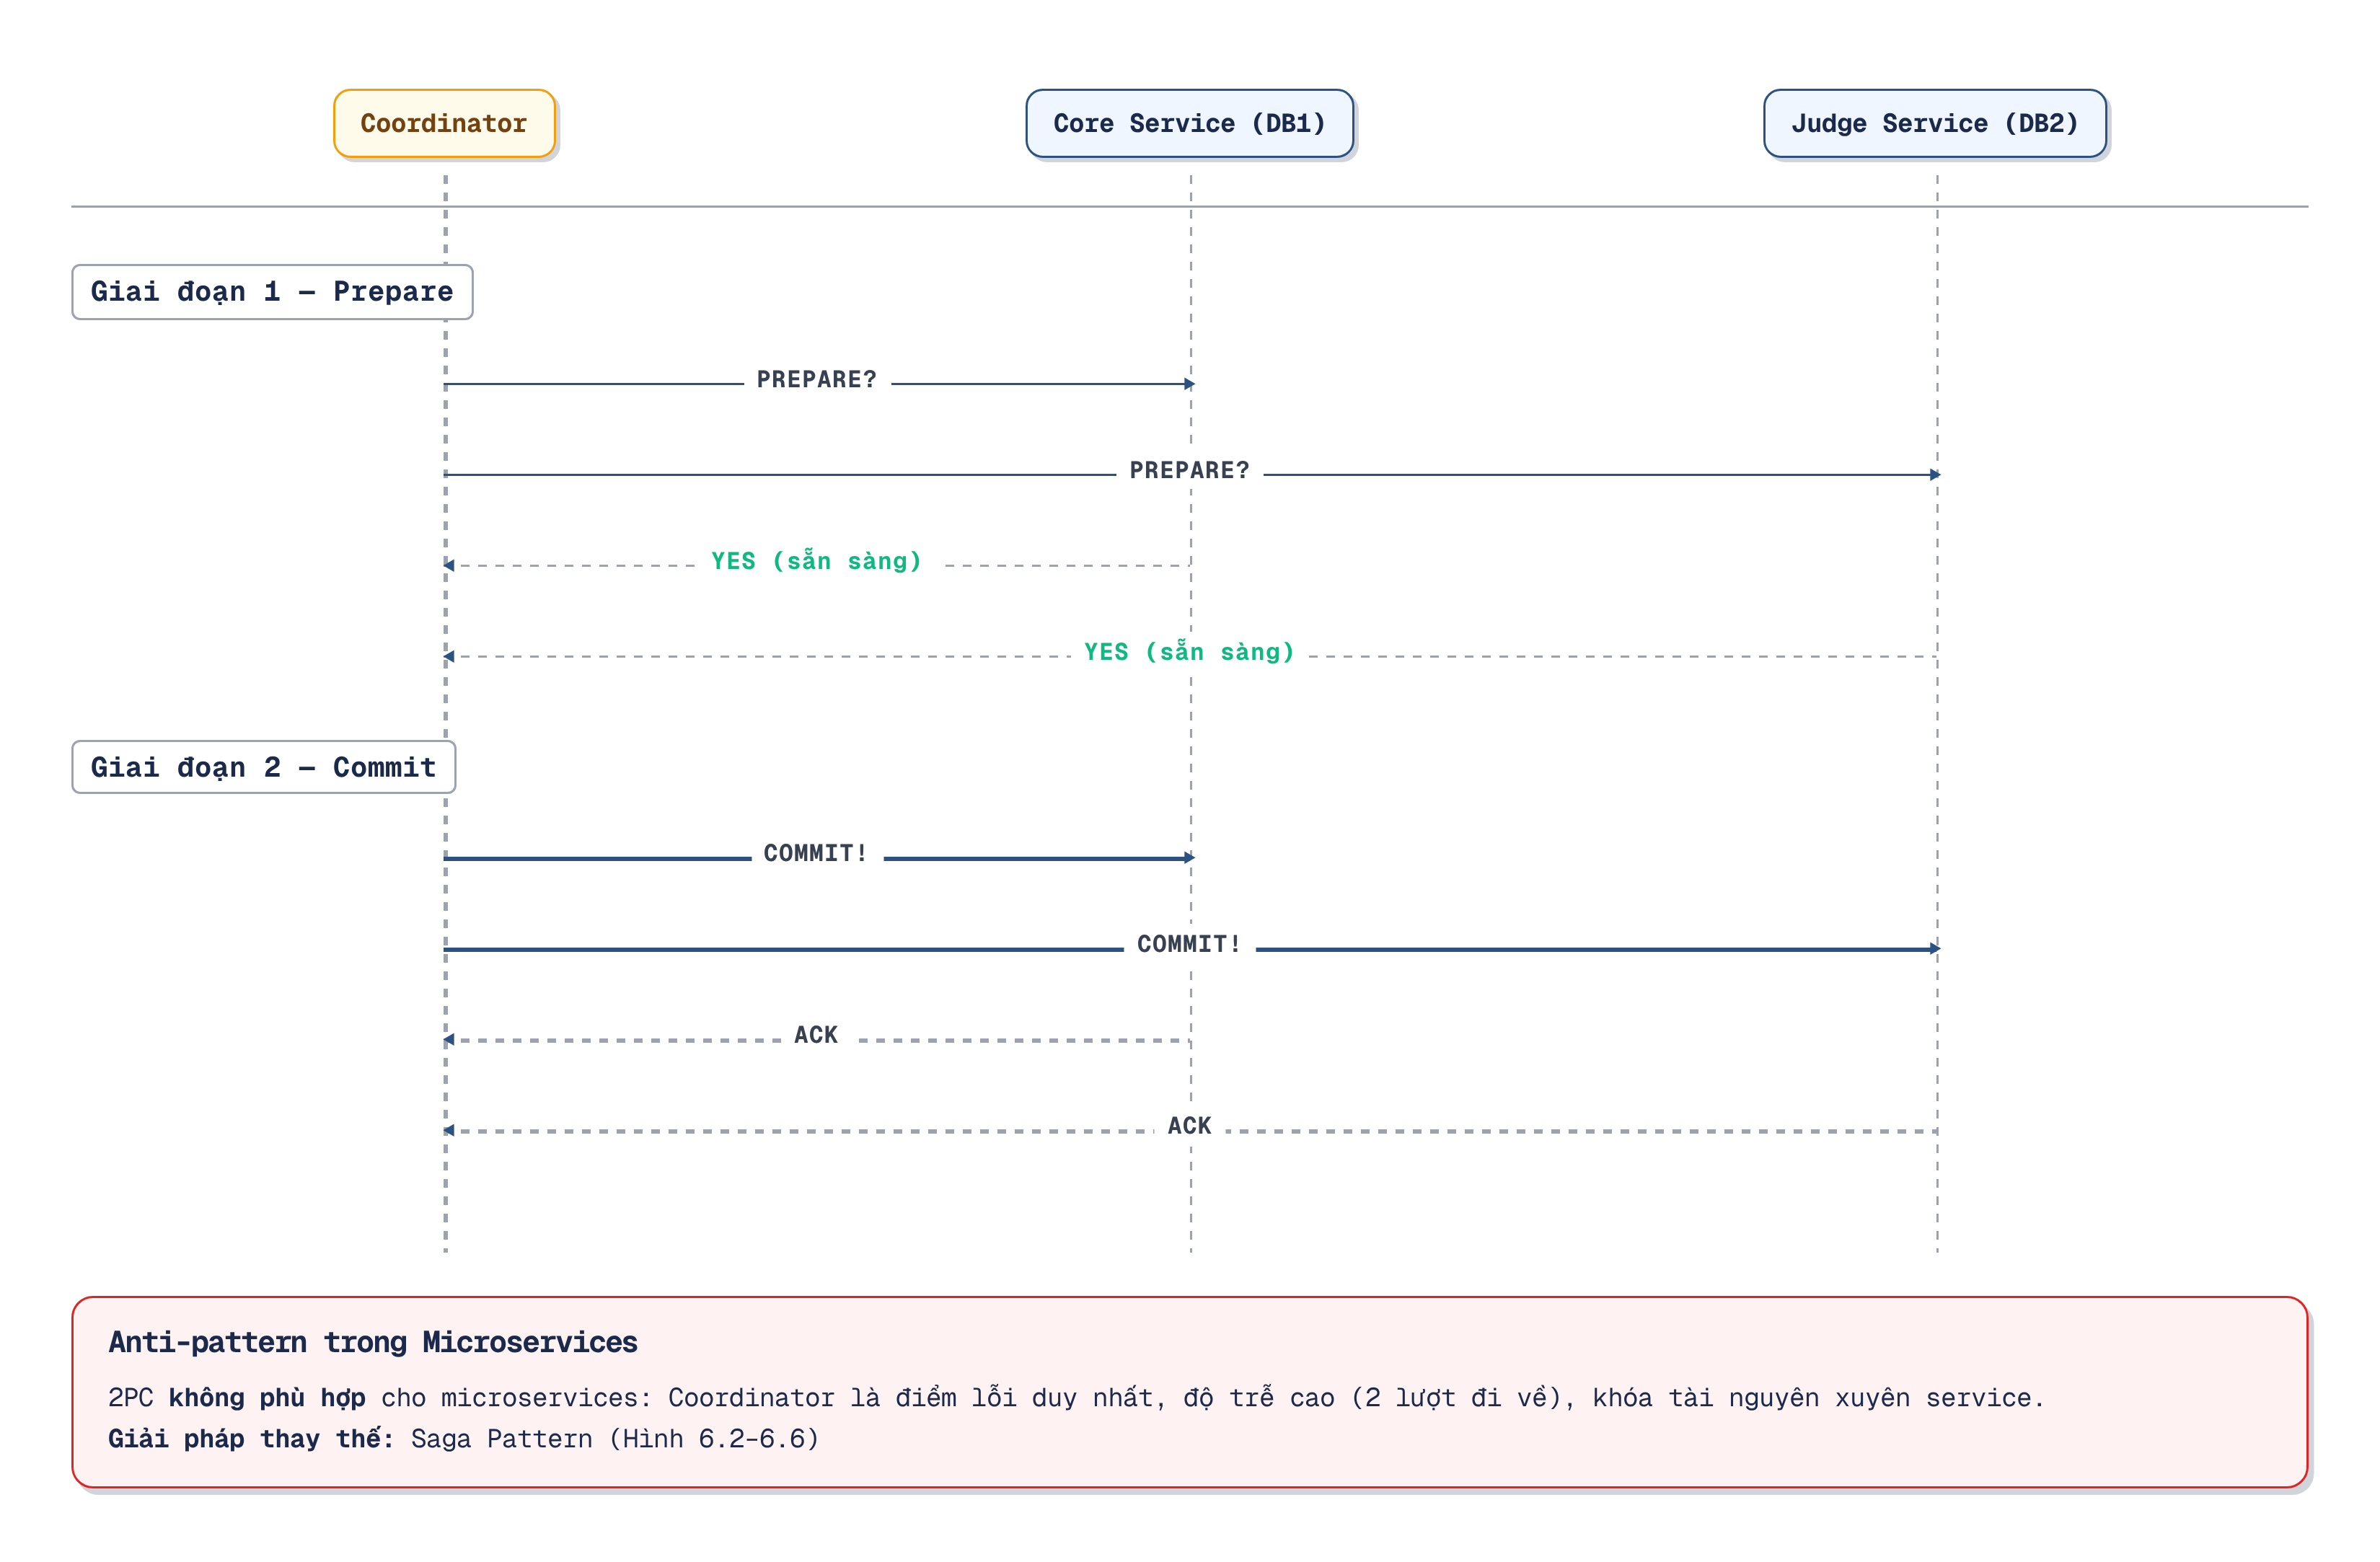 Coordinator
Core Service (DB1)
Judge Service (DB2)
Giai đoạn 1 — Prepare
PREPARE?
PREPARE?
YES (sẵn sàng)
YES (sẵn sàng)
Giai đoạn 2 — Commit
COMMIT!
COMMIT!
ACK
ACK
Anti-pattern trong Microservices
2PC không phù hợp cho microservices: Coordinator là điểm lỗi duy nhất, độ trễ cao (2 lượt đi về), khóa tài nguyên xuyên service.
Giải pháp thay thế: Saga Pattern (Hình 6.2–6.6)